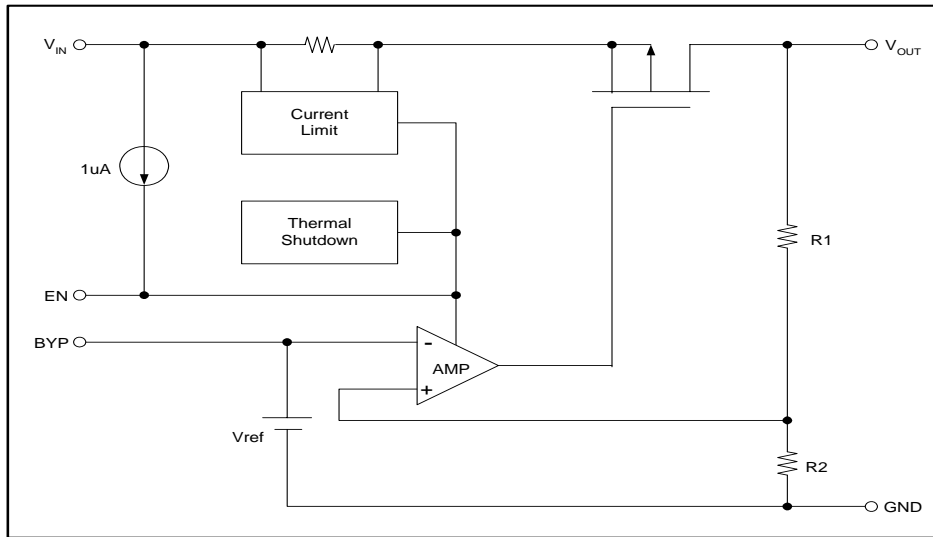 VIN
VOUT
Current
Limit
1uA
Thermal
Shutdown
R1
EN
BYP
-
AMP
+
Vref
R2
GND